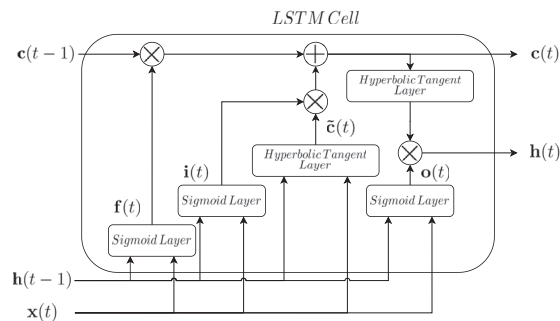 LSTM Cell
c(t−1)
c(t)
Hyperbolic Tangent
Layer
c̃(t)
h(t)
i(t)
Hyperbolic Tangent
Layer
o(t)
f(t)
Sigmoid Layer
Sigmoid Layer
Sigmoid Layer
h(t−1)
x(t)